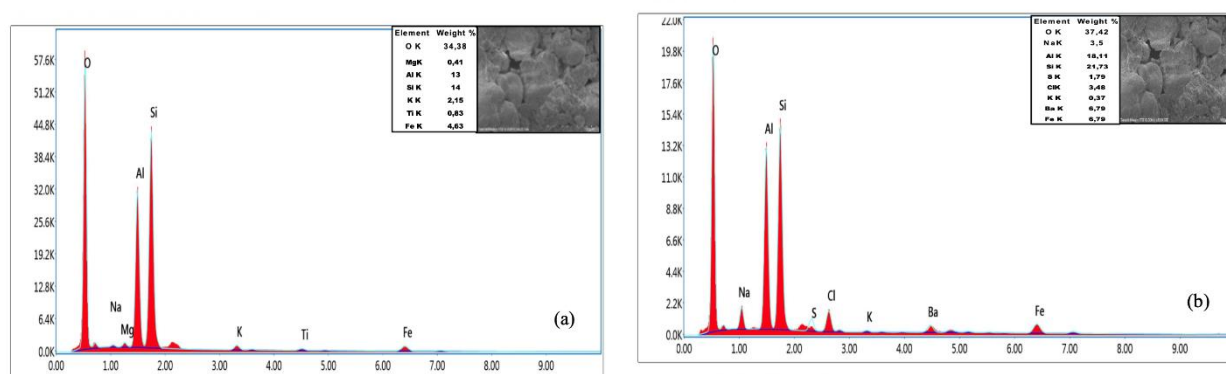 Element Weight %
O K 34,38
MgK 0,41
Al K 13
Si K 14
K K 2,15
Ti K 0,83
Fe K 4,63
57.6K
51.2K
44.8K
38.4K
32.0K
25.6K
19.2K
12.8K
6.4K
0.0K
O
Na
Mg
Al
Si
K
Ti
Fe
(a)
0.00 1.00 2.00 3.00 4.00 5.00 6.00 7.00 8.00 9.00
Element Weight %
O K 37,42
NaK 3,5
Al K 18,11
Si K 21,73
S K 1,79
ClK 3,48
K K 0,37
Ba K 6,79
Fe K 6,79
22.0K
19.8K
17.6K
15.4K
13.2K
11.0K
8.8K
6.6K
4.4K
2.2K
0.0K
O
Na
Al
Si
S
Cl
K
Ba
Fe
(b)
0.00 1.00 2.00 3.00 4.00 5.00 6.00 7.00 8.00 9.00